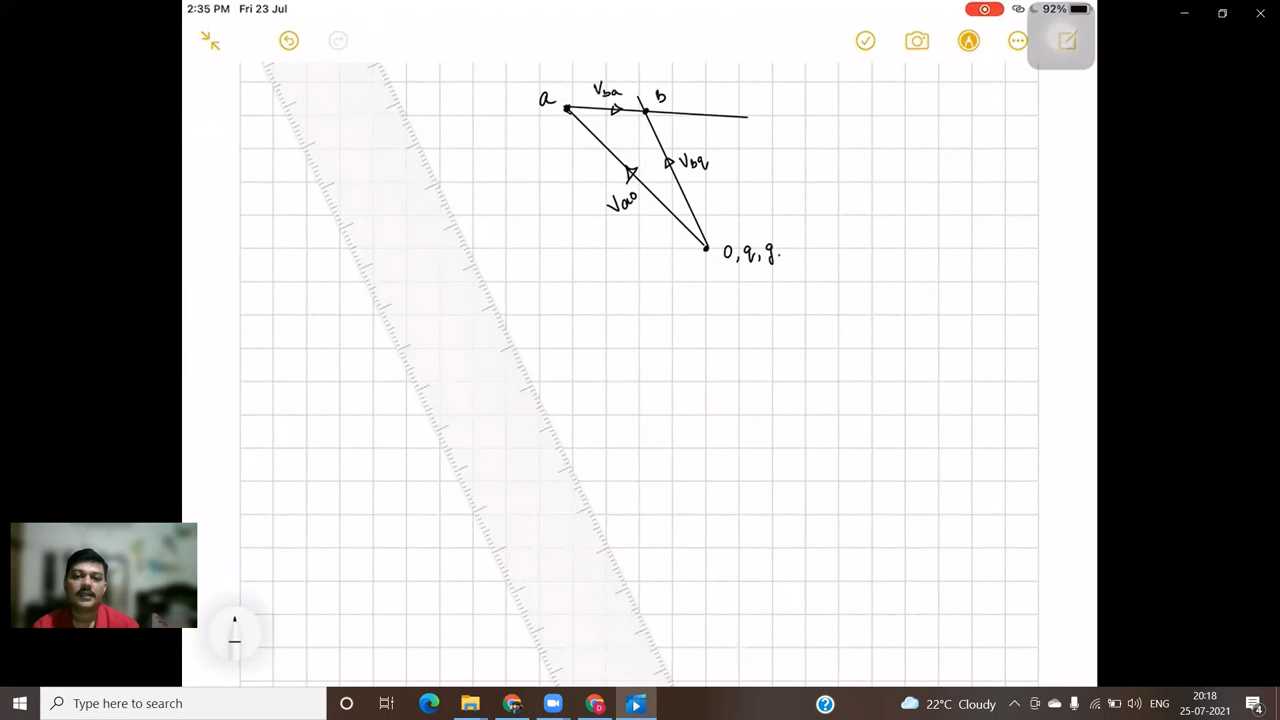 2:35 PM Fri 23 Jul
92%
a
Vba
b
Vbq
Vao
O, q, g.
Type here to search
22°C Cloudy
20:18
25-07-2021
4